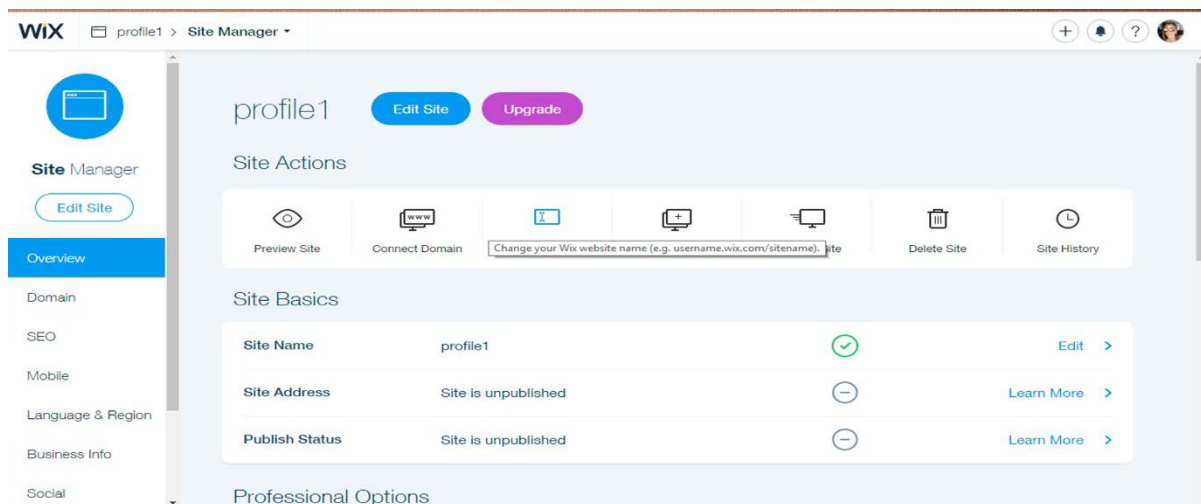 WiX
profile1 > Site Manager
Site Manager
Edit Site
Overview
Domain
SEO
Mobile
Language & Region
Business Info
Social
profile1
Edit Site
Upgrade
Site Actions
www
Preview Site
Connect Domain
Change your Wix website name (e.g. username.wix.com/sitename).
Delete Site
Site History
Site Basics
Site Name profile1 Edit >
Site Address Site is unpublished Learn More >
Publish Status Site is unpublished Learn More >
Professional Options